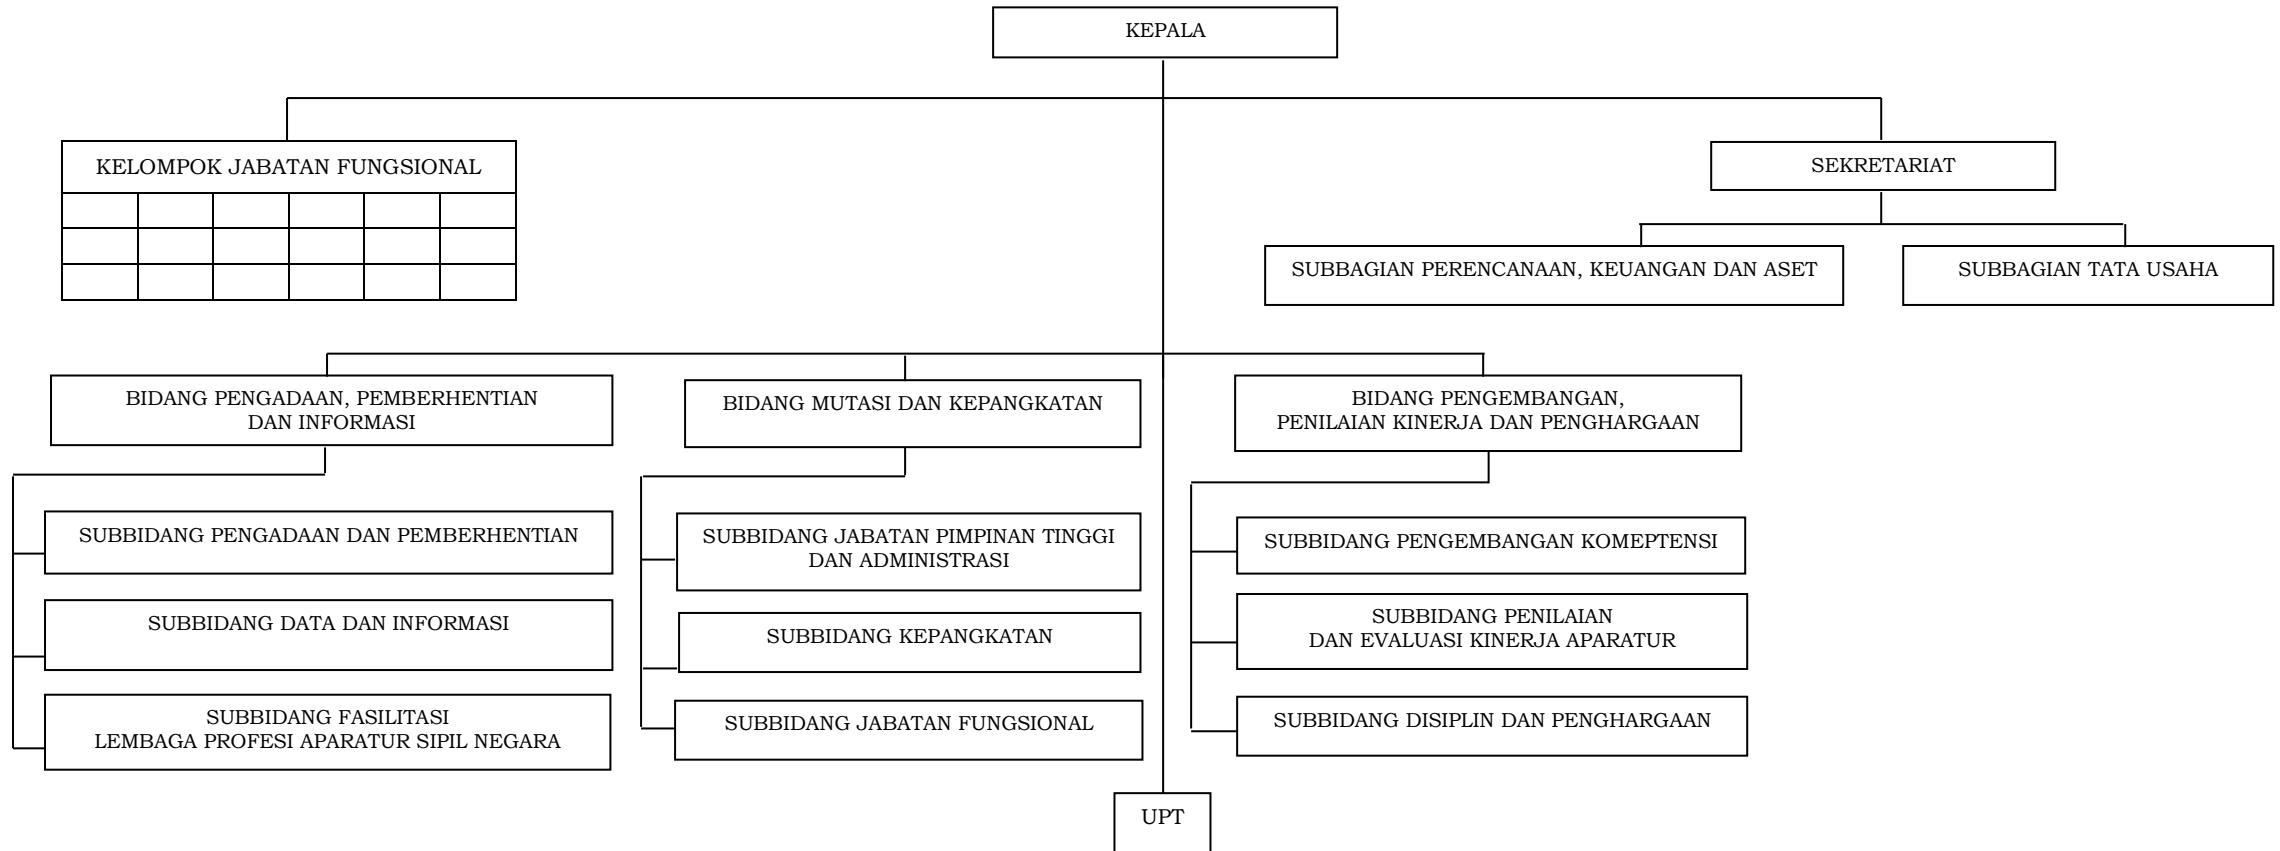 KEPALA
KELOMPOK JABATAN FUNGSIONAL
SEKRETARIAT
SUBBAGIAN PERENCANAAN, KEUANGAN DAN ASET
SUBBAGIAN TATA USAHA
BIDANG PENGADAAN, PEMBERHENTIAN
DAN INFORMASI
BIDANG MUTASI DAN KEPANGKATAN
BIDANG PENGEMBANGAN,
PENILAIAN KINERJA DAN PENGHARGAAN
SUBBIDANG PENGADAAN DAN PEMBERHENTIAN
SUBBIDANG DATA DAN INFORMASI
SUBBIDANG FASILITASI
LEMBAGA PROFESI APARATUR SIPIL NEGARA
SUBBIDANG JABATAN PIMPINAN TINGGI
DAN ADMINISTRASI
SUBBIDANG KEPANGKATAN
SUBBIDANG JABATAN FUNGSIONAL
SUBBIDANG PENGEMBANGAN KOMEPTENSI
SUBBIDANG PENILAIAN
DAN EVALUASI KINERJA APARATUR
SUBBIDANG DISIPLIN DAN PENGHARGAAN
UPT